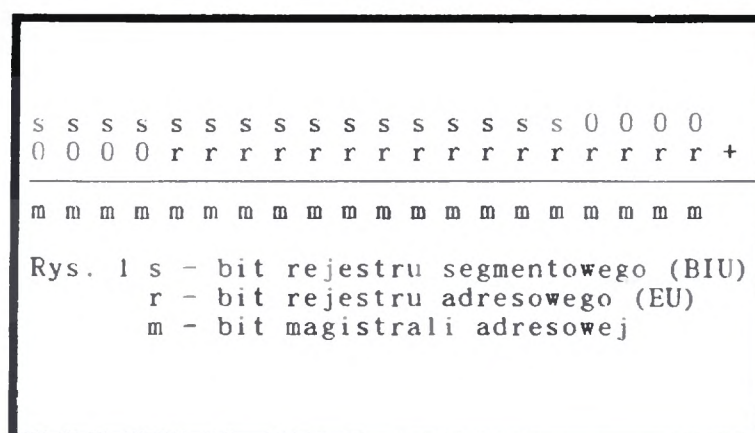 s s s s s s s s s s s s s s s s 0 0 0 0
0 0 0 0 r r r r r r r r r r r r r r r r +
m m m m m m m m m m m m m m m m m m m m
Rys. 1 s - bit rejestru segmentowego (BIU)
r - bit rejestru adresowego (EU)
m - bit magistrali adresowej